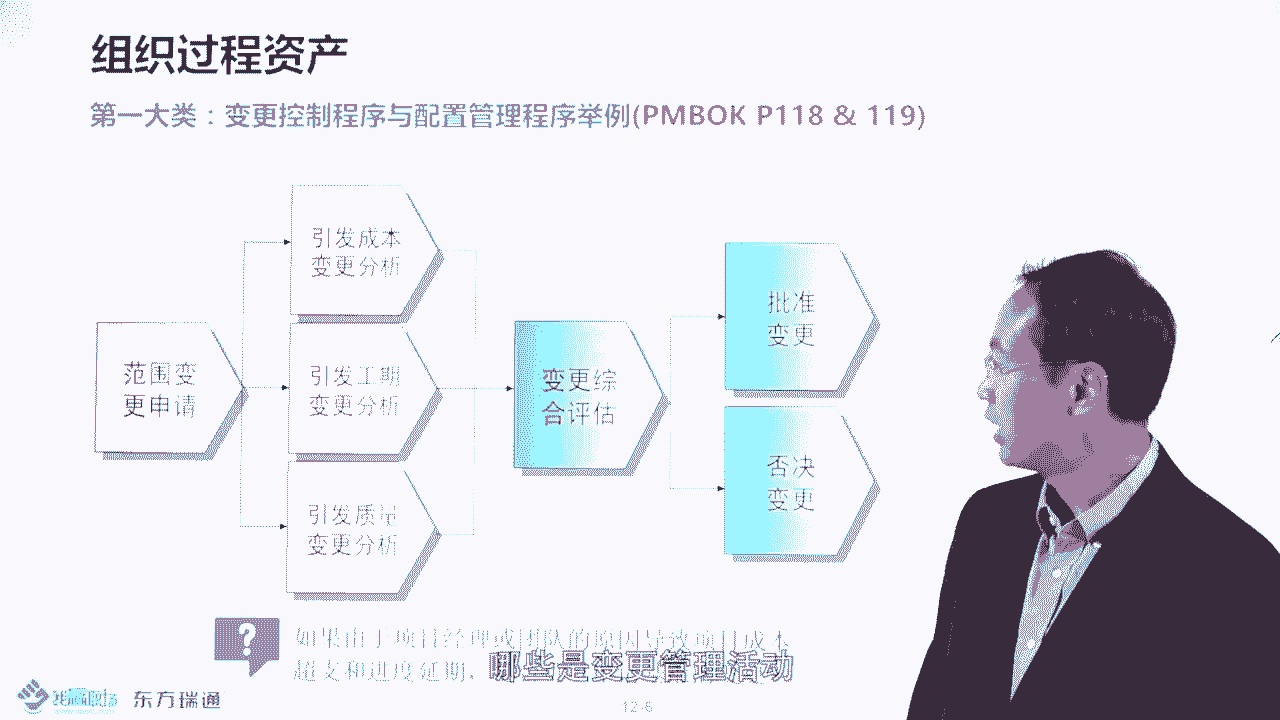 组织过程资产
第一大类：变更控制程序与配置管理程序举例(PMBOK P118 & 119)
引发成本
变更分析
范围变
更申请
引发工期
变更分析
引发质量
变更分析
变更综
合评估
批准
变更
否决
变更
如果由于项目经理或团队的原因导致项目成本
超支和进度延期，
哪些是变更管理活动
东方瑞通